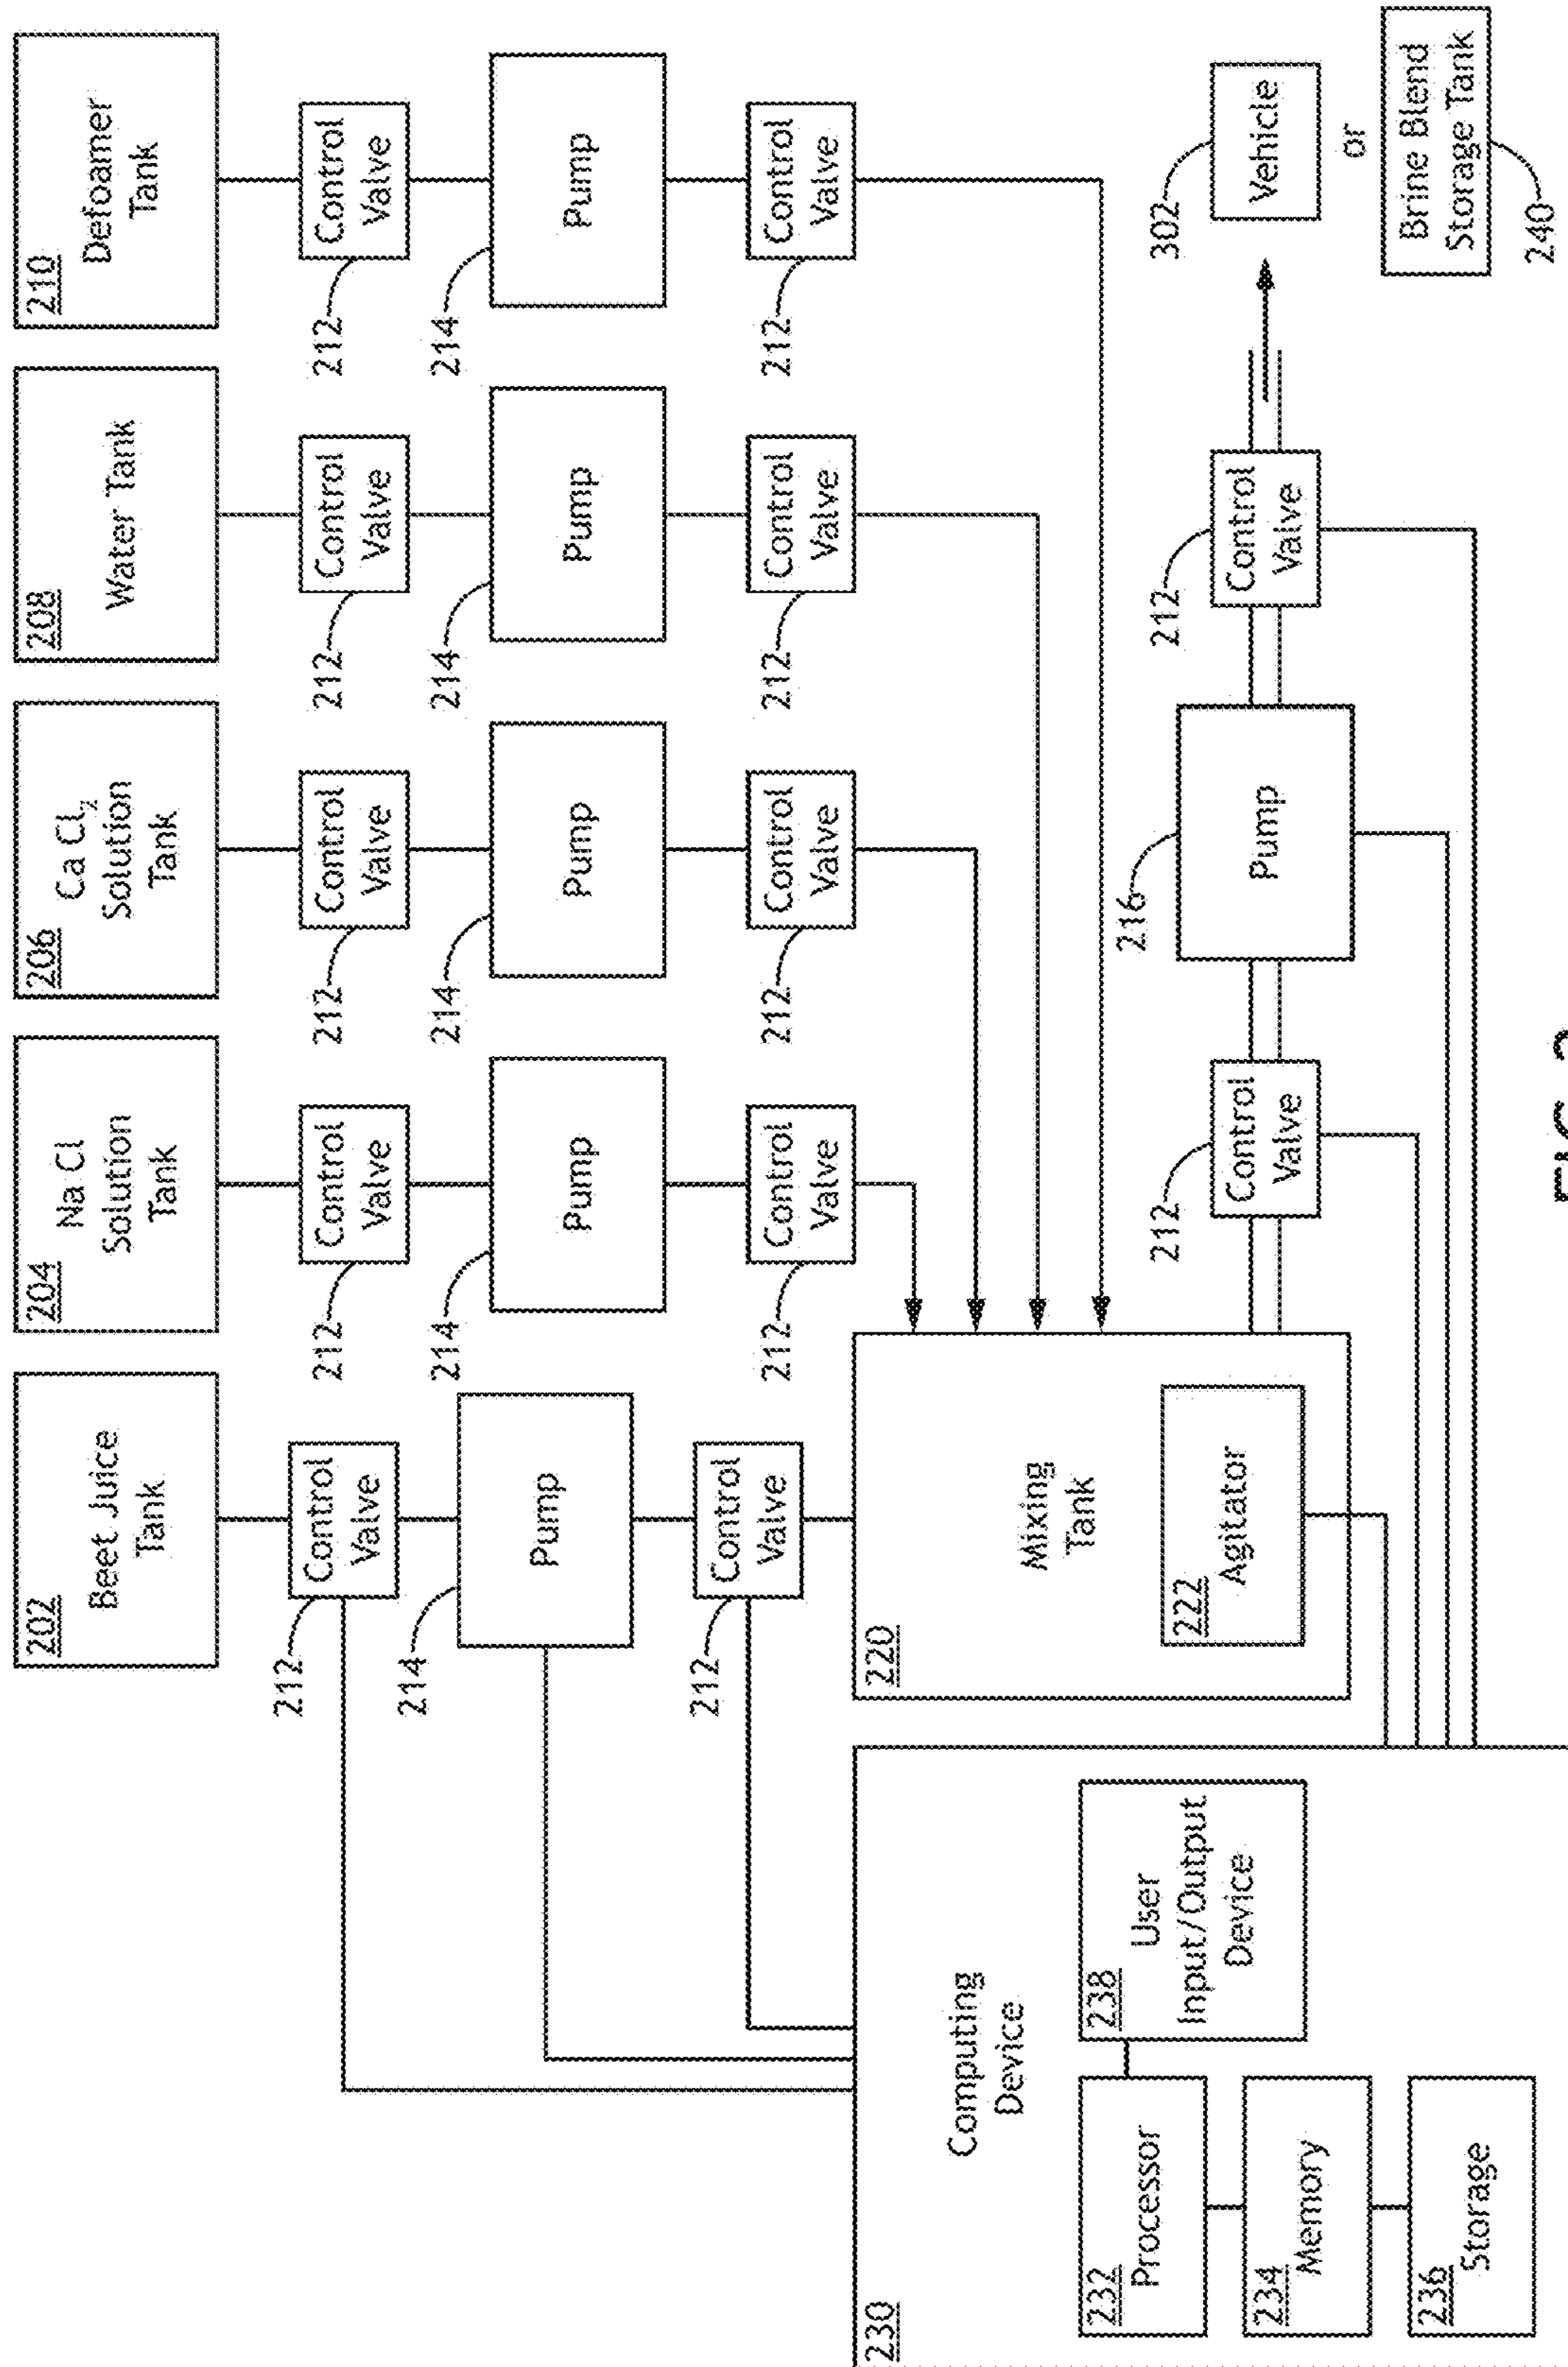 202
Beet Juice
Tank
204
Na Cl
Solution
Tank
206
Ca Cl₂
Solution
Tank
208
Water Tank
210
Defoamer
Tank
212
Control
Valve
212
Control
Valve
212
Control
Valve
212
Control
Valve
212
Control
Valve
214
Pump
214
Pump
214
Pump
214
Pump
214
Pump
212
Control
Valve
212
Control
Valve
212
Control
Valve
212
Control
Valve
212
Control
Valve
230
Computing
Device
232
Processor
234
Memory
236
Storage
238
User
Input/Output
Device
220
Mixing
Tank
222
Agitator
212
Control
Valve
216
Pump
212
Control
Valve
302
Vehicle
or
Brine Blend
Storage Tank
240